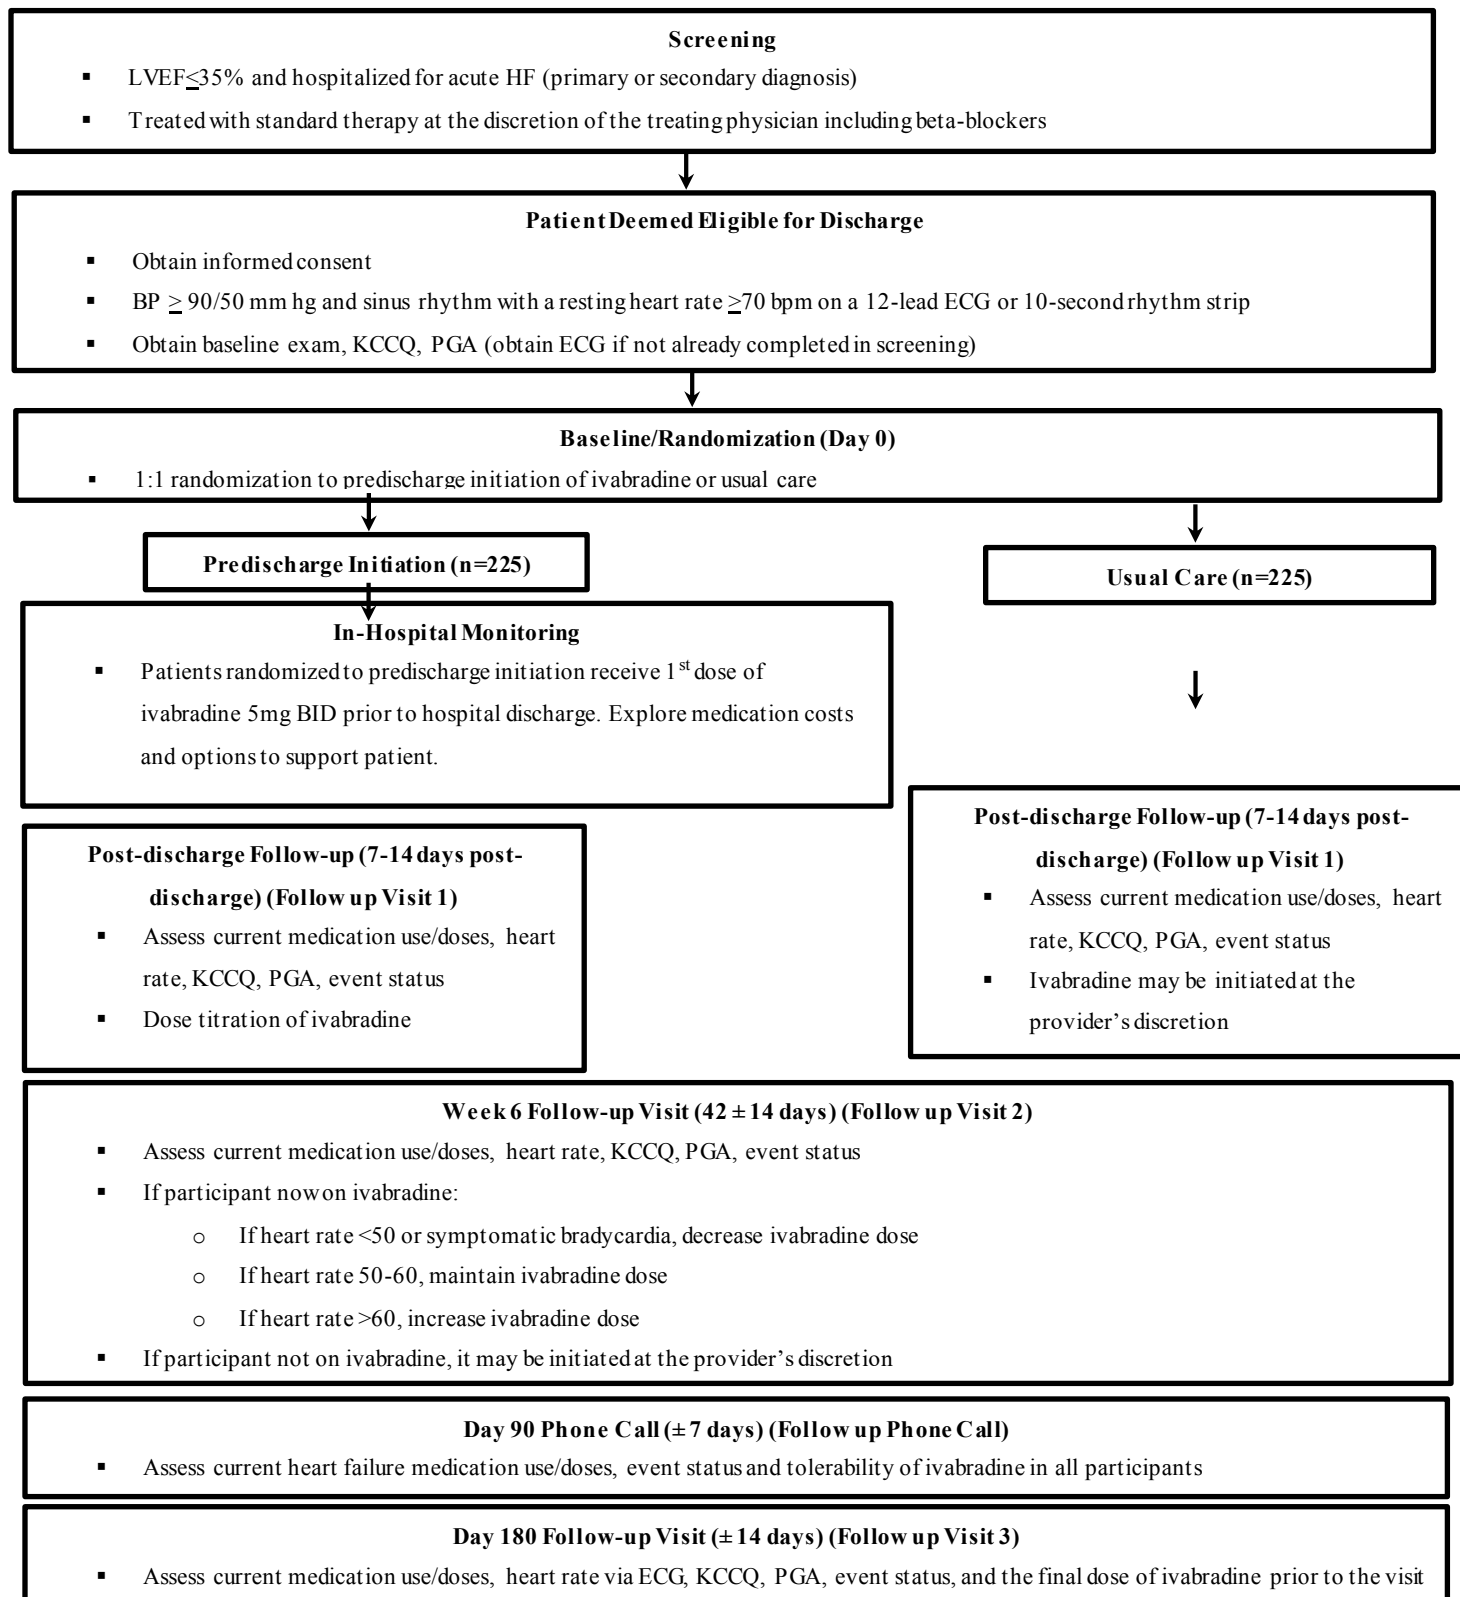 Screening
▪ LVEF≤35% and hospitalized for acute HF (primary or secondary diagnosis)
▪ Treated with standard therapy at the discretion of the treating physician including beta-blockers
Patient Deemed Eligible for Discharge
▪ Obtain informed consent
▪ BP ≥ 90/50 mm hg and sinus rhythm with a resting heart rate ≥70 bpm on a 12-lead ECG or 10-second rhythm strip
▪ Obtain baseline exam, KCCQ, PGA (obtain ECG if not already completed in screening)
Baseline/Randomization (Day 0)
▪ 1:1 randomization to predischarge initiation of ivabradine or usual care
Predischarge Initiation (n=225)
Usual Care (n=225)
In-Hospital Monitoring
▪ Patients randomized to predischarge initiation receive 1st dose of
ivabradine 5mg BID prior to hospital discharge. Explore medication costs
and options to support patient.
Post-discharge Follow-up (7-14 days post-
discharge) (Follow up Visit 1)
▪ Assess current medication use/doses, heart
rate, KCCQ, PGA, event status
▪ Dose titration of ivabradine
Post-discharge Follow-up (7-14 days post-
discharge) (Follow up Visit 1)
▪ Assess current medication use/doses, heart
rate, KCCQ, PGA, event status
▪ Ivabradine may be initiated at the
provider’s discretion
Week 6 Follow-up Visit (42 ± 14 days) (Follow up Visit 2)
▪ Assess current medication use/doses, heart rate, KCCQ, PGA, event status
▪ If participant now on ivabradine:
o If heart rate <50 or symptomatic bradycardia, decrease ivabradine dose
o If heart rate 50-60, maintain ivabradine dose
o If heart rate >60, increase ivabradine dose
▪ If participant not on ivabradine, it may be initiated at the provider’s discretion
Day 90 Phone Call (± 7 days) (Follow up Phone Call)
▪ Assess current heart failure medication use/doses, event status and tolerability of ivabradine in all participants
Day 180 Follow-up Visit (± 14 days) (Follow up Visit 3)
▪ Assess current medication use/doses, heart rate via ECG, KCCQ, PGA, event status, and the final dose of ivabradine prior to the visit